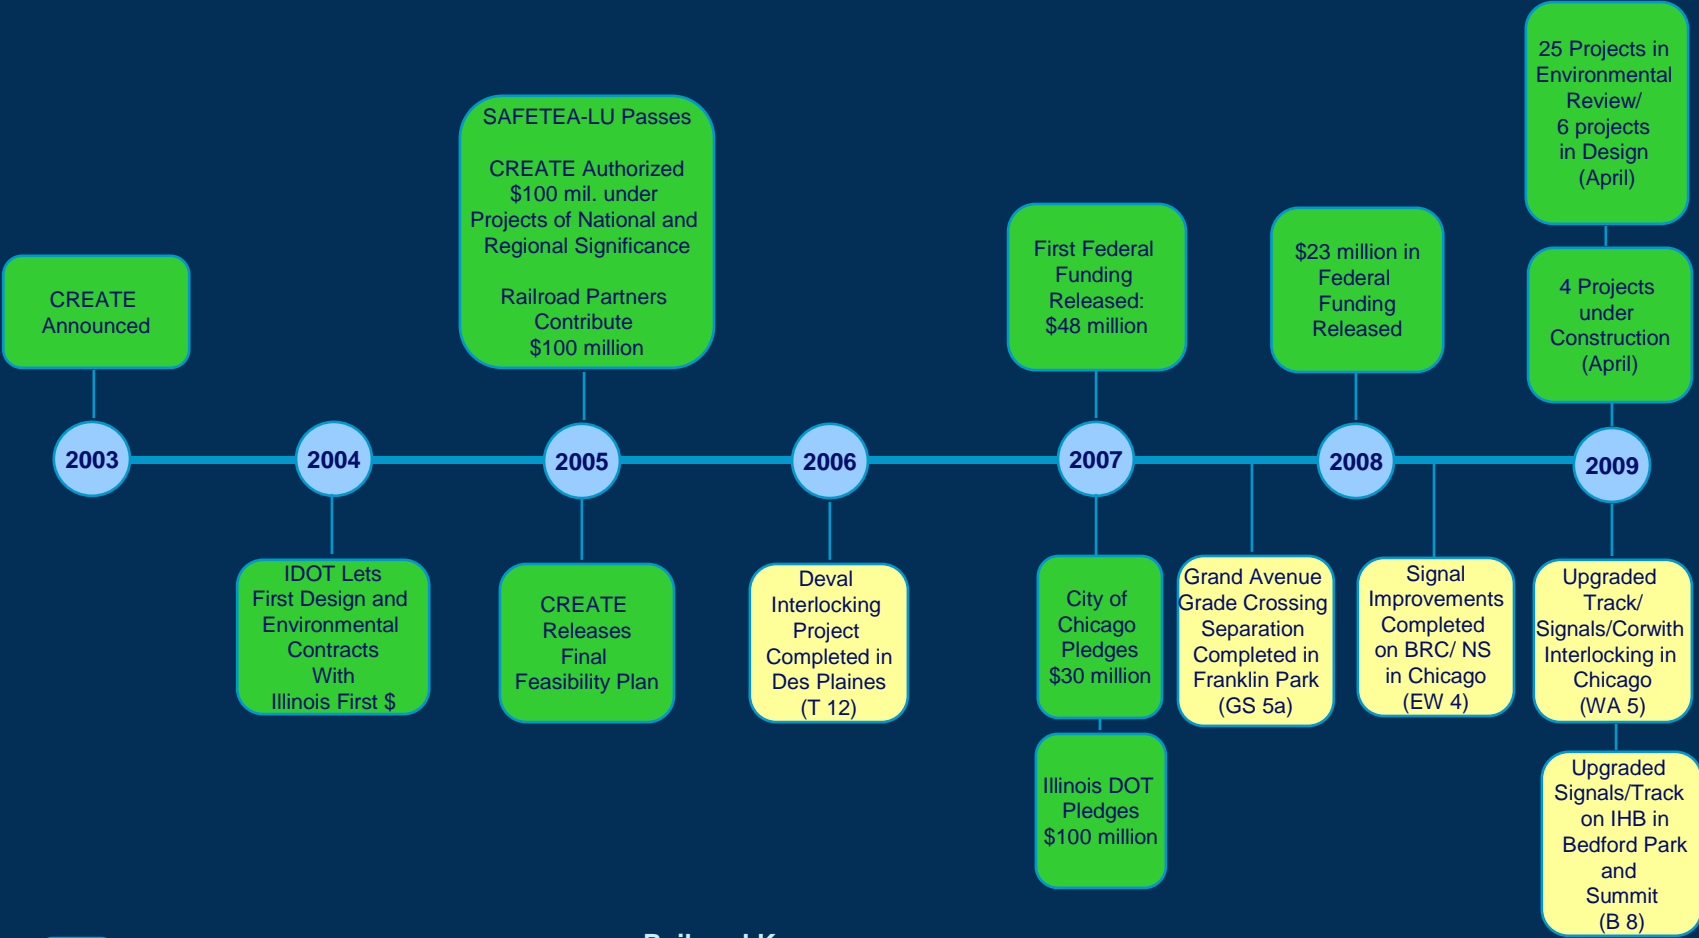 CREATE
Announced
SAFETEA-LU Passes
CREATE Authorized
$100 mil. under
Projects of National and
Regional Significance
Railroad Partners
Contribute
$100 million
First Federal
Funding
Released:
$48 million
$23 million in
Federal
Funding
Released
25 Projects in
Environmental
Review/
6 projects
in Design
(April)
4 Projects
under
Construction
(April)
2003
2004
2005
2006
2007
2008
2009
IDOT Lets
First Design and
Environmental
Contracts
With
Illinois First $
CREATE
Releases
Final
Feasibility Plan
Deval
Interlocking
Project
Completed in
Des Plaines
(T 12)
City of
Chicago
Pledges
$30 million
Illinois DOT
Pledges
$100 million
Grand Avenue
Grade Crossing
Separation
Completed in
Franklin Park
(GS 5a)
Signal
Improvements
Completed
on BRC/ NS
in Chicago
(EW 4)
Upgraded
Track/
Signals/Corwith
Interlocking in
Chicago
(WA 5)
Upgraded
Signals/Track
on IHB in
Bedford Park
and
Summit
(B 8)